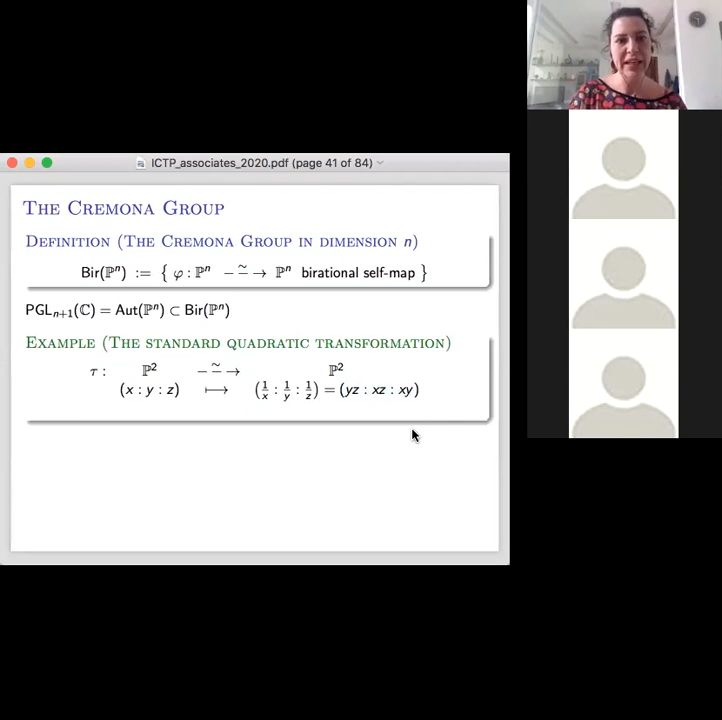 ICTP_associates_2020.pdf (page 41 of 84)
THE CREMONA GROUP
DEFINITION (THE CREMONA GROUP IN DIMENSION n)
Bir(ℙⁿ) := { φ : ℙⁿ −∼→ ℙⁿ birational self-map }
PGLₙ₊₁(ℂ) = Aut(ℙⁿ) ⊂ Bir(ℙⁿ)
EXAMPLE (THE STANDARD QUADRATIC TRANSFORMATION)
τ : ℙ² −∼→ ℙ²
(x : y : z) ⟼ (1/x : 1/y : 1/z) = (yz : xz : xy)